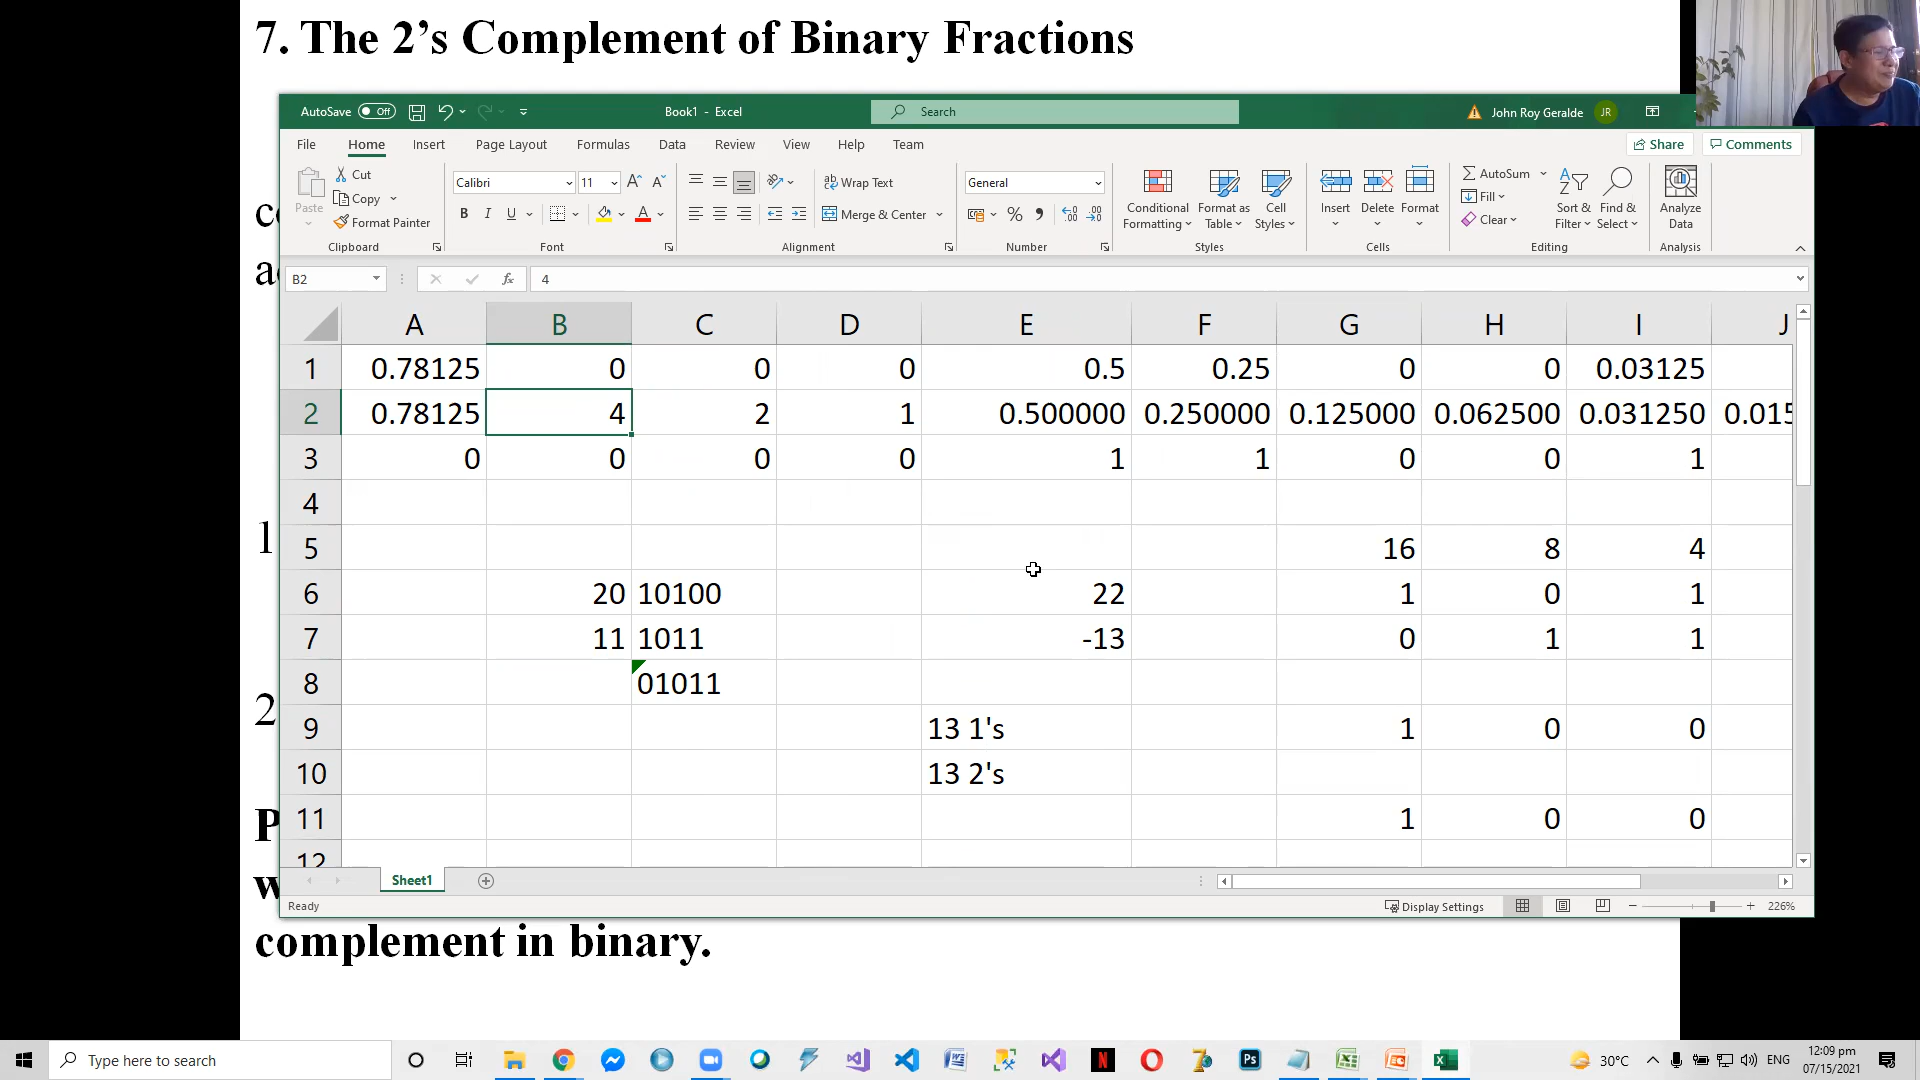 7. The 2's Complement of Binary Fractions
AutoSave Off
Book1 - Excel
Search
John Roy Geralde JR
File Home Insert Page Layout Formulas Data Review View Help Team
Share Comments
Paste
Cut
Copy
Format Painter
Clipboard
Calibri 11
B I U
Font
Wrap Text
Merge & Center
Alignment
General
Number
Conditional Formatting
Format as Table
Cell Styles
Styles
Insert Delete Format
Cells
AutoSum
Fill
Clear
Sort & Filter
Find & Select
Editing
Analyze Data
Analysis
B2 fx 4
A B C D E F G H I J
1 0.78125 0 0 0 0.5 0.25 0 0 0.03125
2 0.78125 4 2 1 0.500000 0.250000 0.125000 0.062500 0.031250 0.015
3 0 0 0 0 1 1 0 0 1
4
5 16 8 4
6 20 10100 22 1 0 1
7 11 1011 -13 0 1 1
8 01011
9 13 1's 1 0 0
10 13 2's
11 1 0 0
12
Sheet1
Ready
Display Settings
226%
1
2
P
w
complement in binary.
Type here to search
30°C
ENG
12:09 pm
07/15/2021